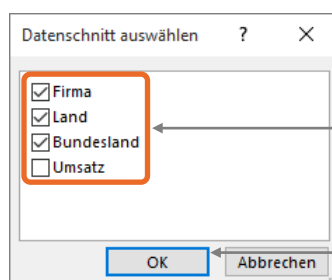 Datenschnitt auswählen ?
Firma
Land
Bundesland
Umsatz
OK Abbrechen